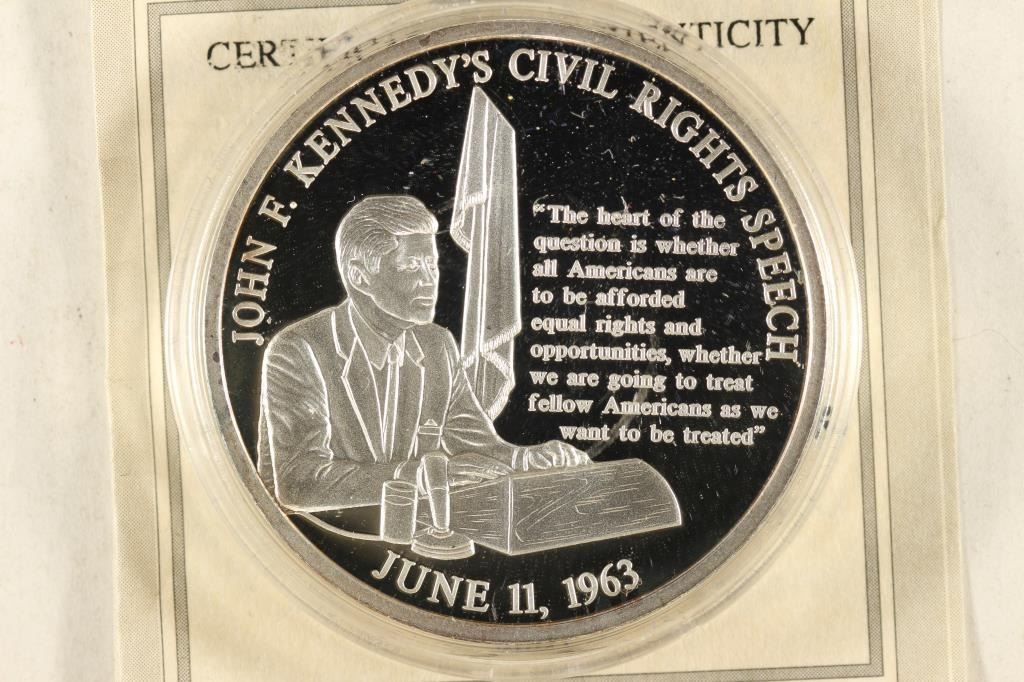 CERTIFICATE AUTHENTICITY
JOHN F. KENNEDY'S CIVIL RIGHTS SPEECH
"The heart of the
question is whether
all Americans are
to be afforded
equal rights and
opportunities, whether
we are going to treat
fellow Americans as we
want to be treated"
JUNE 11, 1963